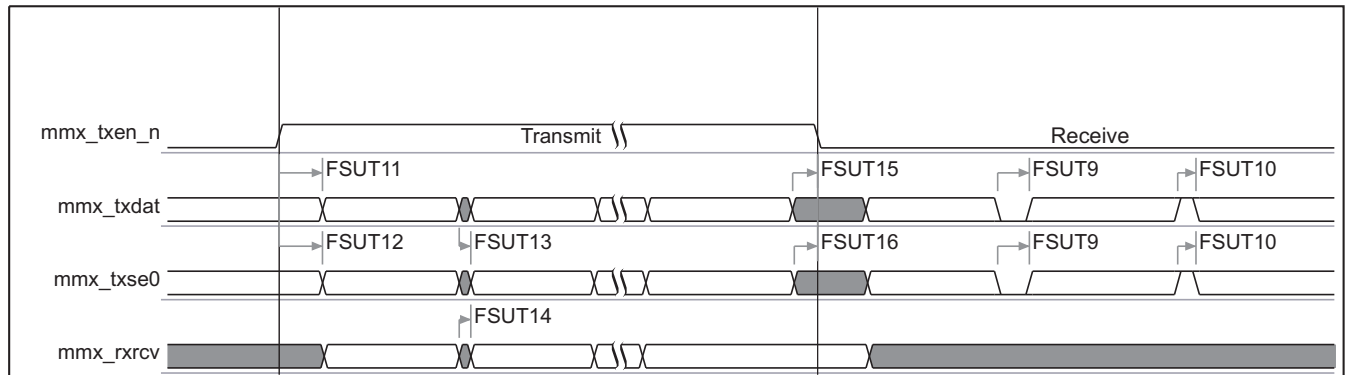 mmx_txen_n Transmit Receive
FSUT11 FSUT15 FSUT9 FSUT10
mmx_txdat
FSUT12 FSUT13 FSUT16 FSUT9 FSUT10
mmx_txse0
FSUT14
mmx_rxrcv